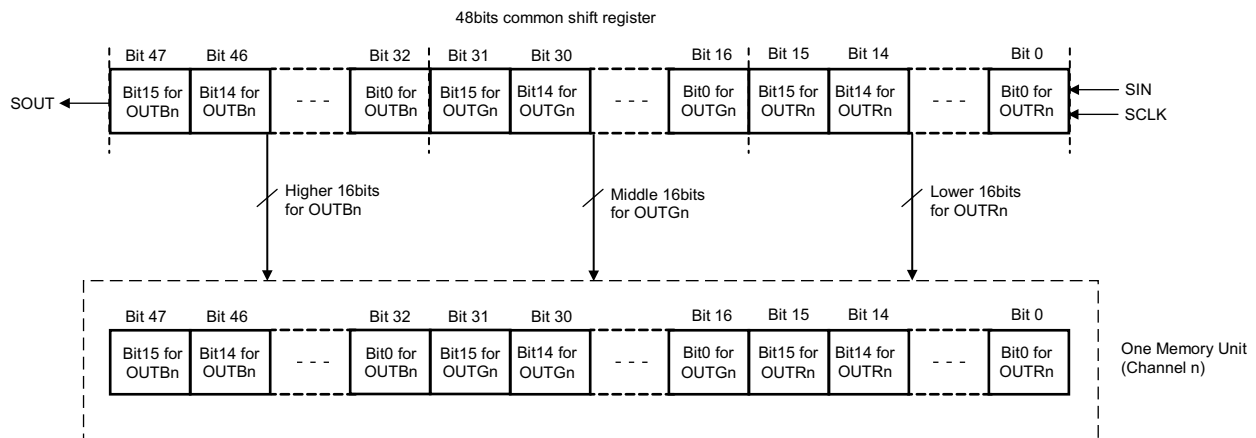 48bits common shift register
Bit 47 Bit 46 Bit 32 Bit 31 Bit 30 Bit 16 Bit 15 Bit 14 Bit 0
SOUT
Bit15 for OUTBn
Bit14 for OUTBn
- - -
Bit0 for OUTBn
Bit15 for OUTGn
Bit14 for OUTGn
- - -
Bit0 for OUTGn
Bit15 for OUTRn
Bit14 for OUTRn
- - -
Bit0 for OUTRn
SIN
SCLK
Higher 16bits
for OUTBn
Middle 16bits
for OUTGn
Lower 16bits
for OUTRn
Bit 47 Bit 46 Bit 32 Bit 31 Bit 30 Bit 16 Bit 15 Bit 14 Bit 0
Bit15 for OUTBn
Bit14 for OUTBn
- - -
Bit0 for OUTBn
Bit15 for OUTGn
Bit14 for OUTGn
- - -
Bit0 for OUTGn
Bit15 for OUTRn
Bit14 for OUTRn
- - -
Bit0 for OUTRn
One Memory Unit
(Channel n)